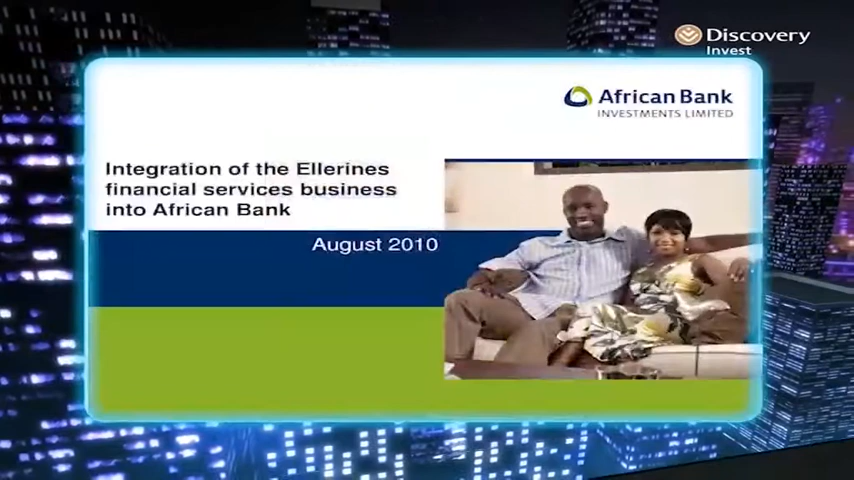 Discovery
Invest
African Bank
INVESTMENTS LIMITED
Integration of the Ellerines
financial services business
into African Bank
August 2010